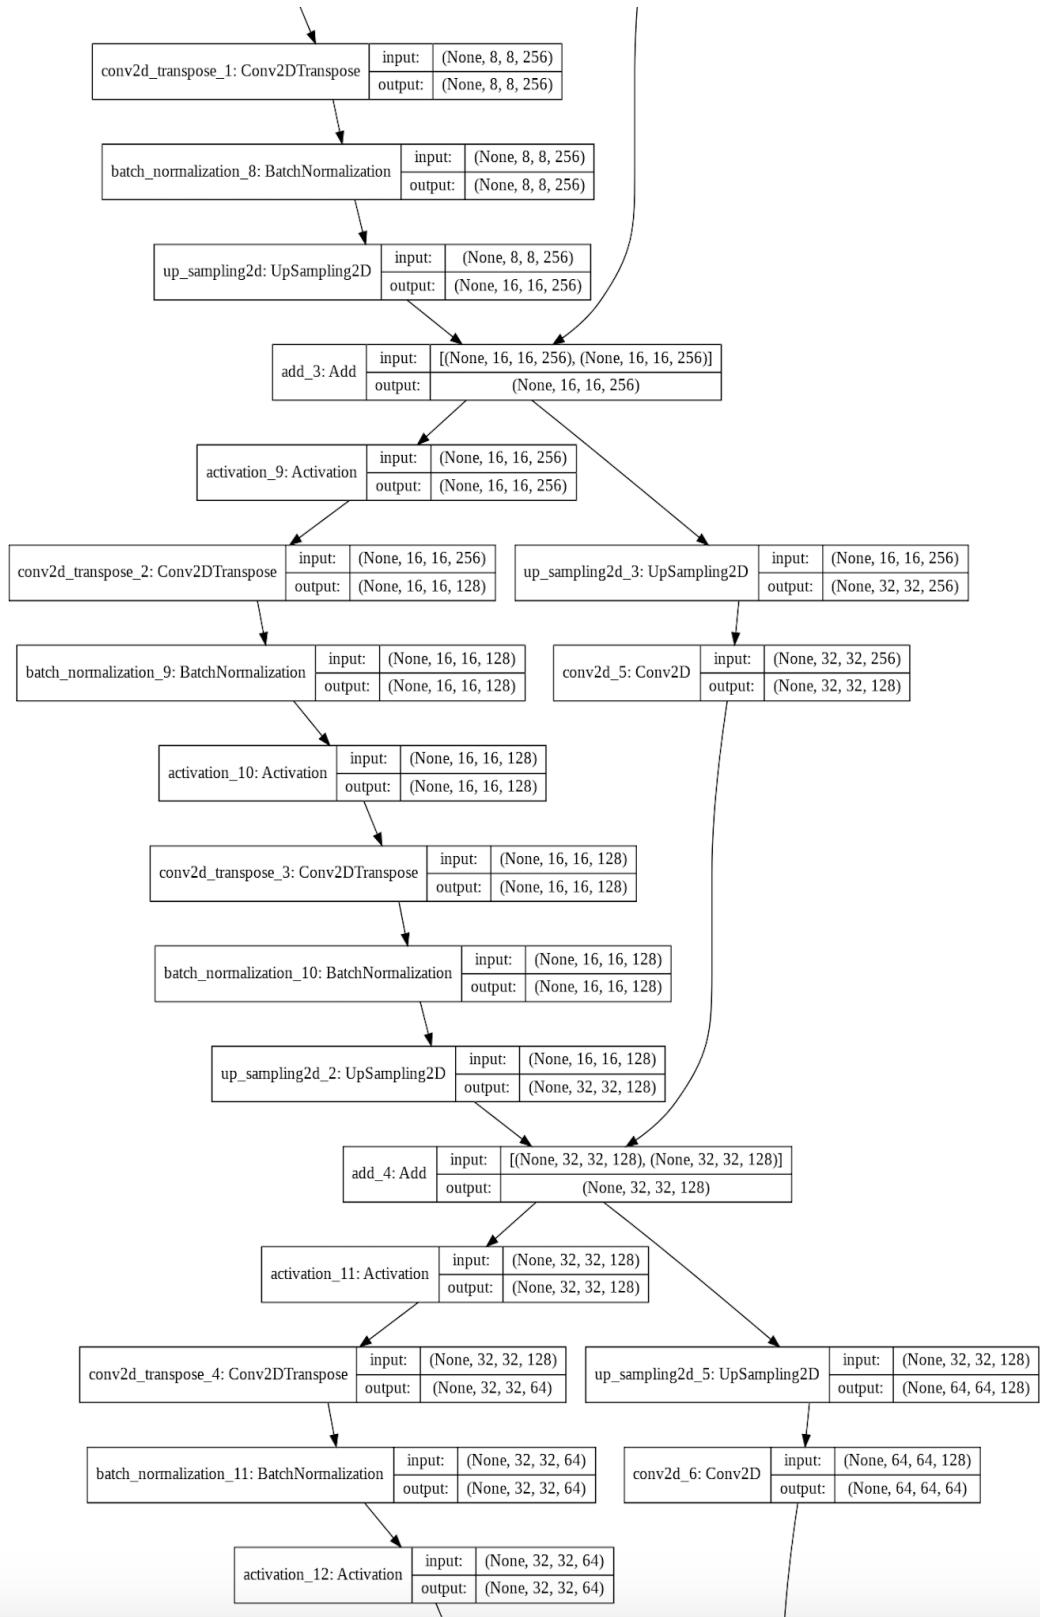 conv2d_transpose_1: Conv2DTranspose
input: (None, 8, 8, 256)
output: (None, 8, 8, 256)
batch_normalization_8: BatchNormalization
input: (None, 8, 8, 256)
output: (None, 8, 8, 256)
up_sampling2d: UpSampling2D
input: (None, 8, 8, 256)
output: (None, 16, 16, 256)
add_3: Add
input: [(None, 16, 16, 256), (None, 16, 16, 256)]
output: (None, 16, 16, 256)
activation_9: Activation
input: (None, 16, 16, 256)
output: (None, 16, 16, 256)
conv2d_transpose_2: Conv2DTranspose
input: (None, 16, 16, 256)
output: (None, 16, 16, 128)
up_sampling2d_3: UpSampling2D
input: (None, 16, 16, 256)
output: (None, 32, 32, 256)
batch_normalization_9: BatchNormalization
input: (None, 16, 16, 128)
output: (None, 16, 16, 128)
conv2d_5: Conv2D
input: (None, 32, 32, 256)
output: (None, 32, 32, 128)
activation_10: Activation
input: (None, 16, 16, 128)
output: (None, 16, 16, 128)
conv2d_transpose_3: Conv2DTranspose
input: (None, 16, 16, 128)
output: (None, 16, 16, 128)
batch_normalization_10: BatchNormalization
input: (None, 16, 16, 128)
output: (None, 16, 16, 128)
up_sampling2d_2: UpSampling2D
input: (None, 16, 16, 128)
output: (None, 32, 32, 128)
add_4: Add
input: [(None, 32, 32, 128), (None, 32, 32, 128)]
output: (None, 32, 32, 128)
activation_11: Activation
input: (None, 32, 32, 128)
output: (None, 32, 32, 128)
conv2d_transpose_4: Conv2DTranspose
input: (None, 32, 32, 128)
output: (None, 32, 32, 64)
up_sampling2d_5: UpSampling2D
input: (None, 32, 32, 128)
output: (None, 64, 64, 128)
batch_normalization_11: BatchNormalization
input: (None, 32, 32, 64)
output: (None, 32, 32, 64)
conv2d_6: Conv2D
input: (None, 64, 64, 128)
output: (None, 64, 64, 64)
activation_12: Activation
input: (None, 32, 32, 64)
output: (None, 32, 32, 64)